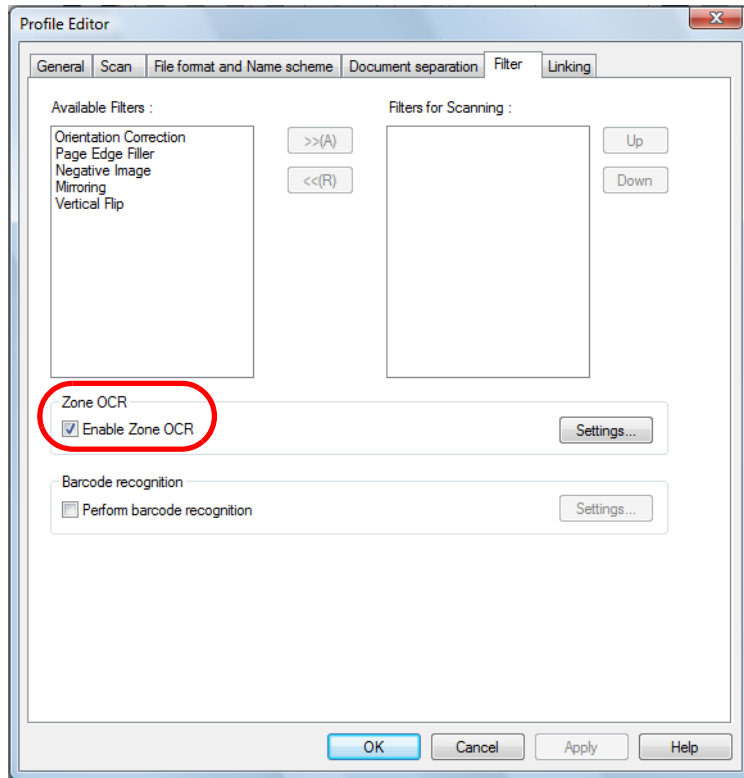 Profile Editor
General Scan File format and Name scheme Document separation Filter Linking
Available Filters :
Filters for Scanning :
Orientation Correction
Page Edge Filler
Negative Image
Mirroring
Vertical Flip
>>(A)
<<(R)
Up
Down
Zone OCR
Enable Zone OCR
Settings...
Barcode recognition
Perform barcode recognition
Settings...
OK Cancel Apply Help